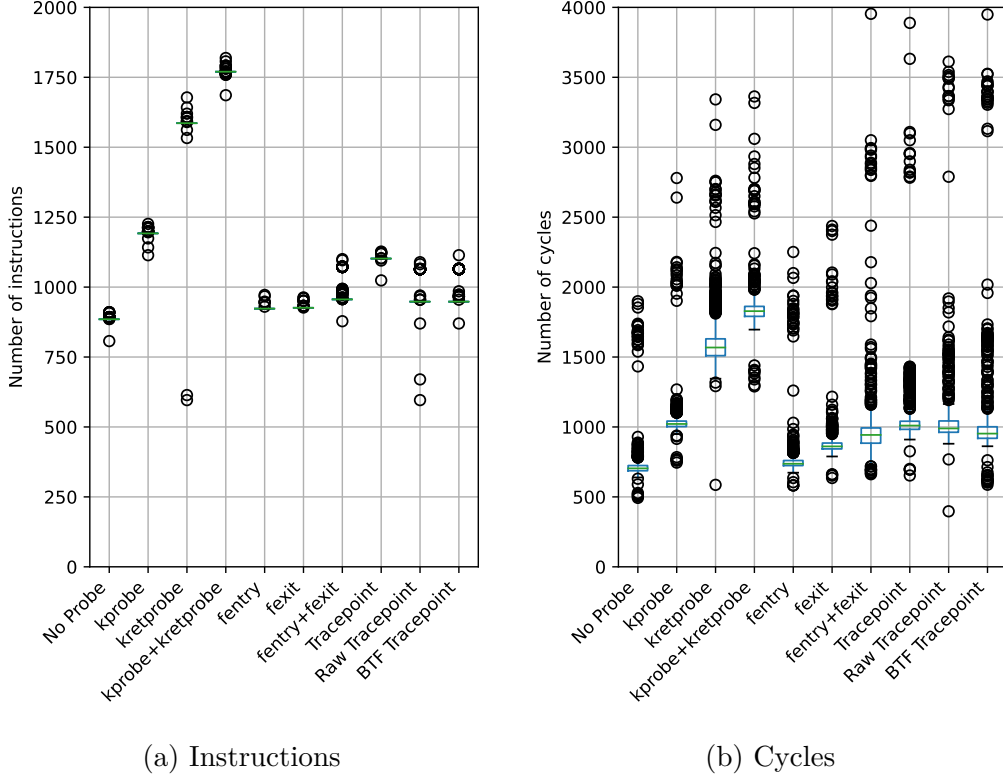 2000
1750
1500
1250
1000
750
500
250
0
Number of instructions
No Probe
kprobe
kretprobe
kprobe+kretprobe
fentry
fexit
fentry+fexit
Tracepoint
Raw Tracepoint
BTF Tracepoint
(a) Instructions
4000
3500
3000
2500
2000
1500
1000
500
0
Number of cycles
No Probe
kprobe
kretprobe
kprobe+kretprobe
fentry
fexit
fentry+fexit
Tracepoint
Raw Tracepoint
BTF Tracepoint
(b) Cycles